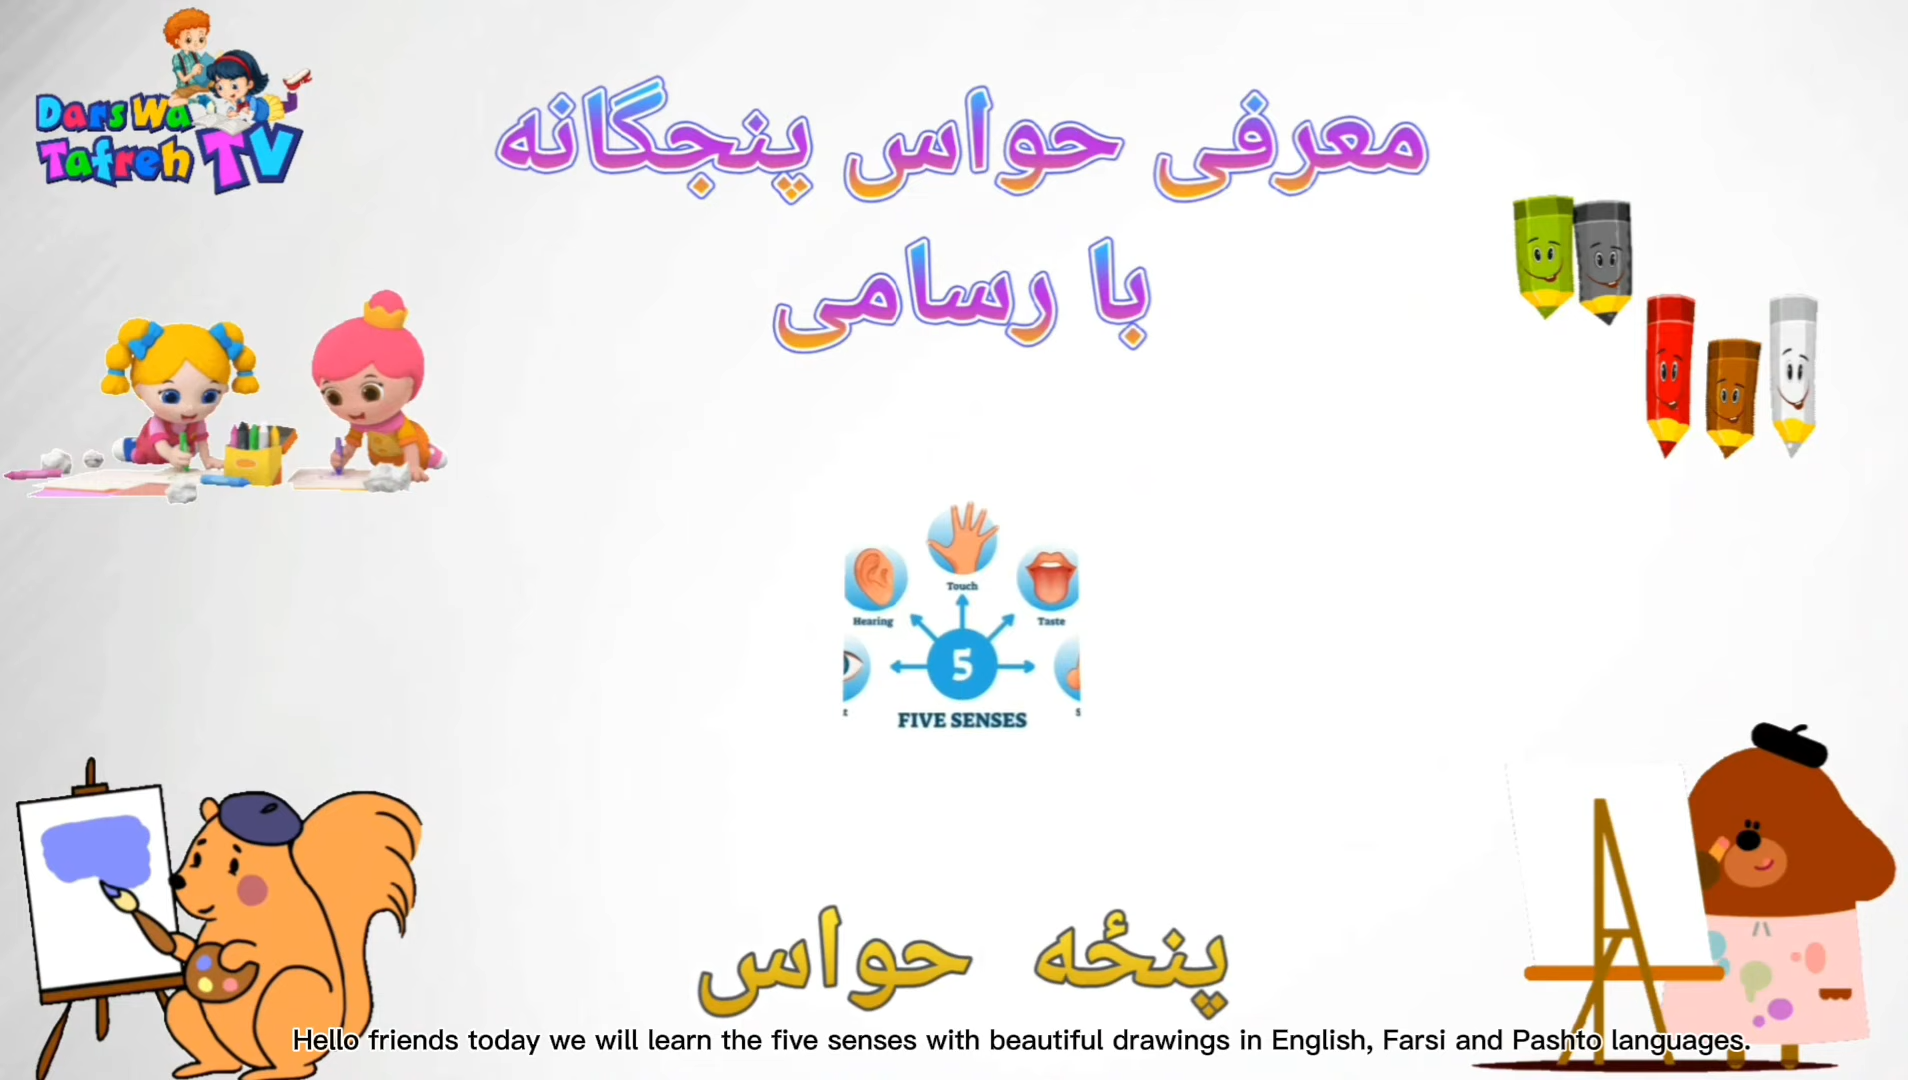 Dars Wa
Tafreh TV
معرفی حواس پنجگانه
با رسامی
Touch
Hearing
Taste
5
FIVE SENSES
پنځه حواس
Hello friends today we will learn the five senses with beautiful drawings in English, Farsi and Pashto languages.